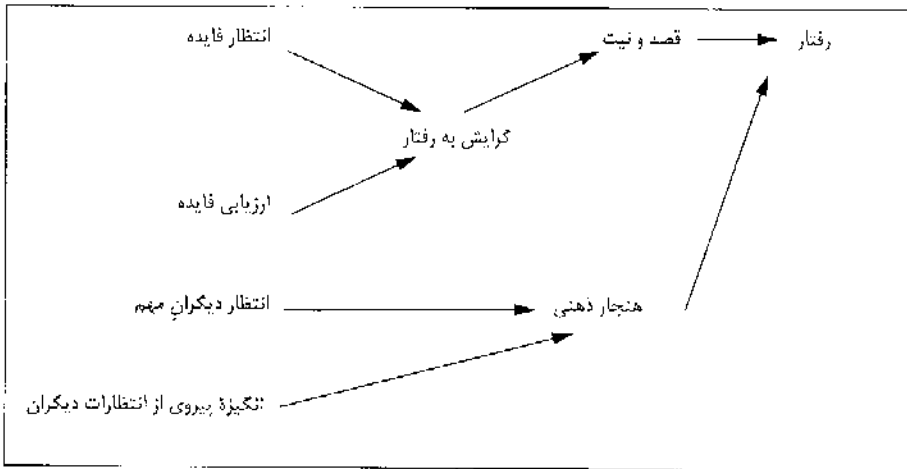 رفتار
قصد و نیت
انتظار فایده
گرایش به رفتار
ارزیابی فایده
هنجار ذهنی
انتظار دیگرانِ مهم
انگیزهٔ پیروی از انتظارات دیگران